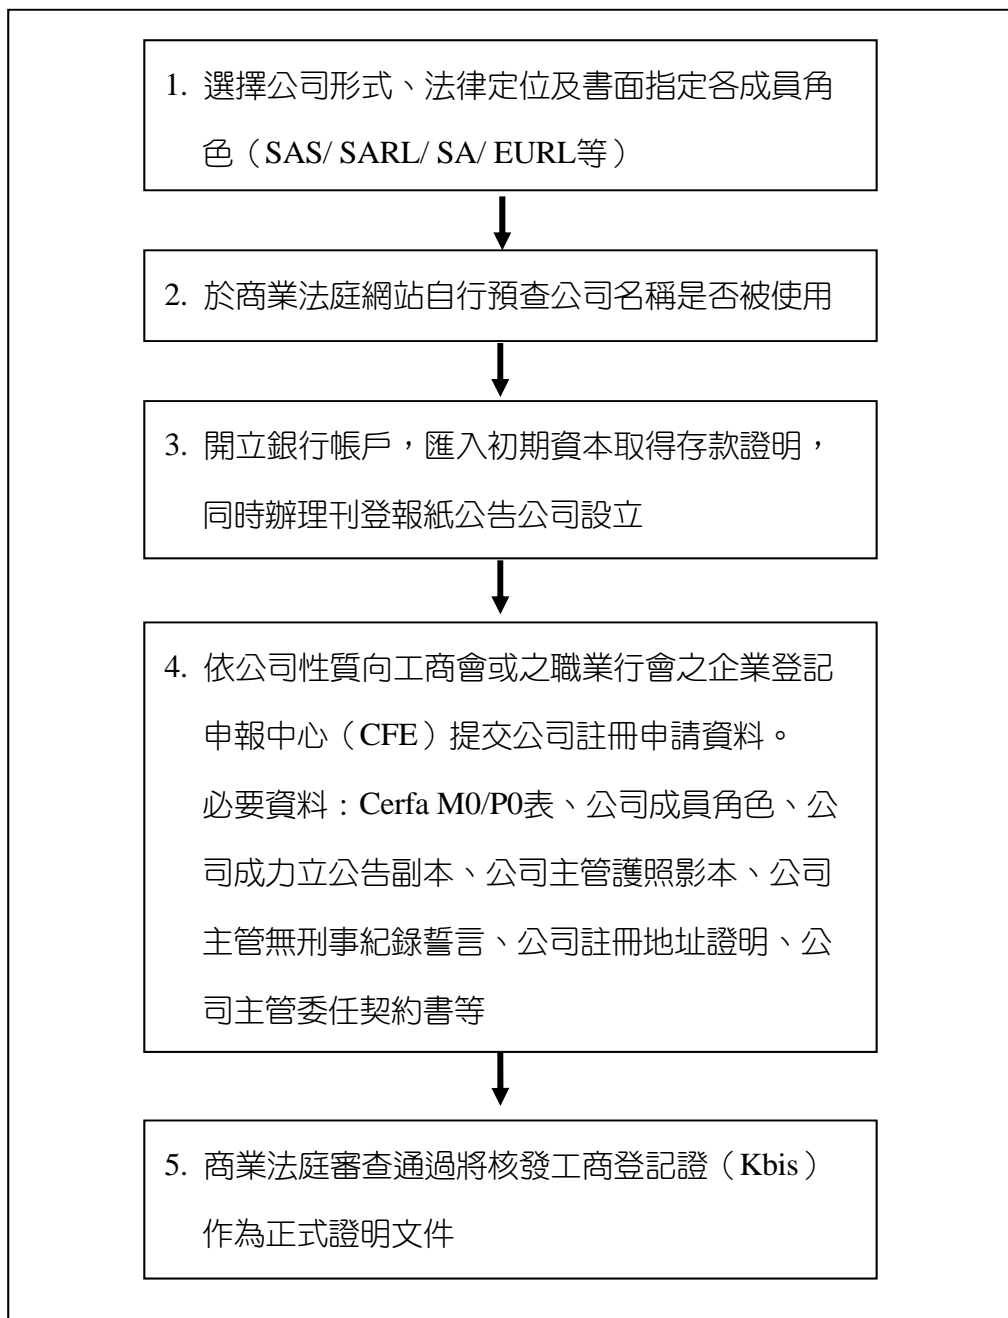 1. 選擇公司形式、法律定位及書面指定各成員角
色（SAS/ SARL/ SA/ EURL等）
2. 於商業法庭網站自行預查公司名稱是否被使用
3. 開立銀行帳戶，匯入初期資本取得存款證明，
同時辦理刊登報紙公告公司設立
4. 依公司性質向工商會或之職業行會之企業登記
申報中心（CFE）提交公司註冊申請資料。
必要資料：Cerfa M0/P0表、公司成員角色、公
司成力立公告副本、公司主管護照影本、公司
主管無刑事紀錄誓言、公司註冊地址證明、公
司主管委任契約書等
5. 商業法庭審查通過將核發工商登記證（Kbis）
作為正式證明文件